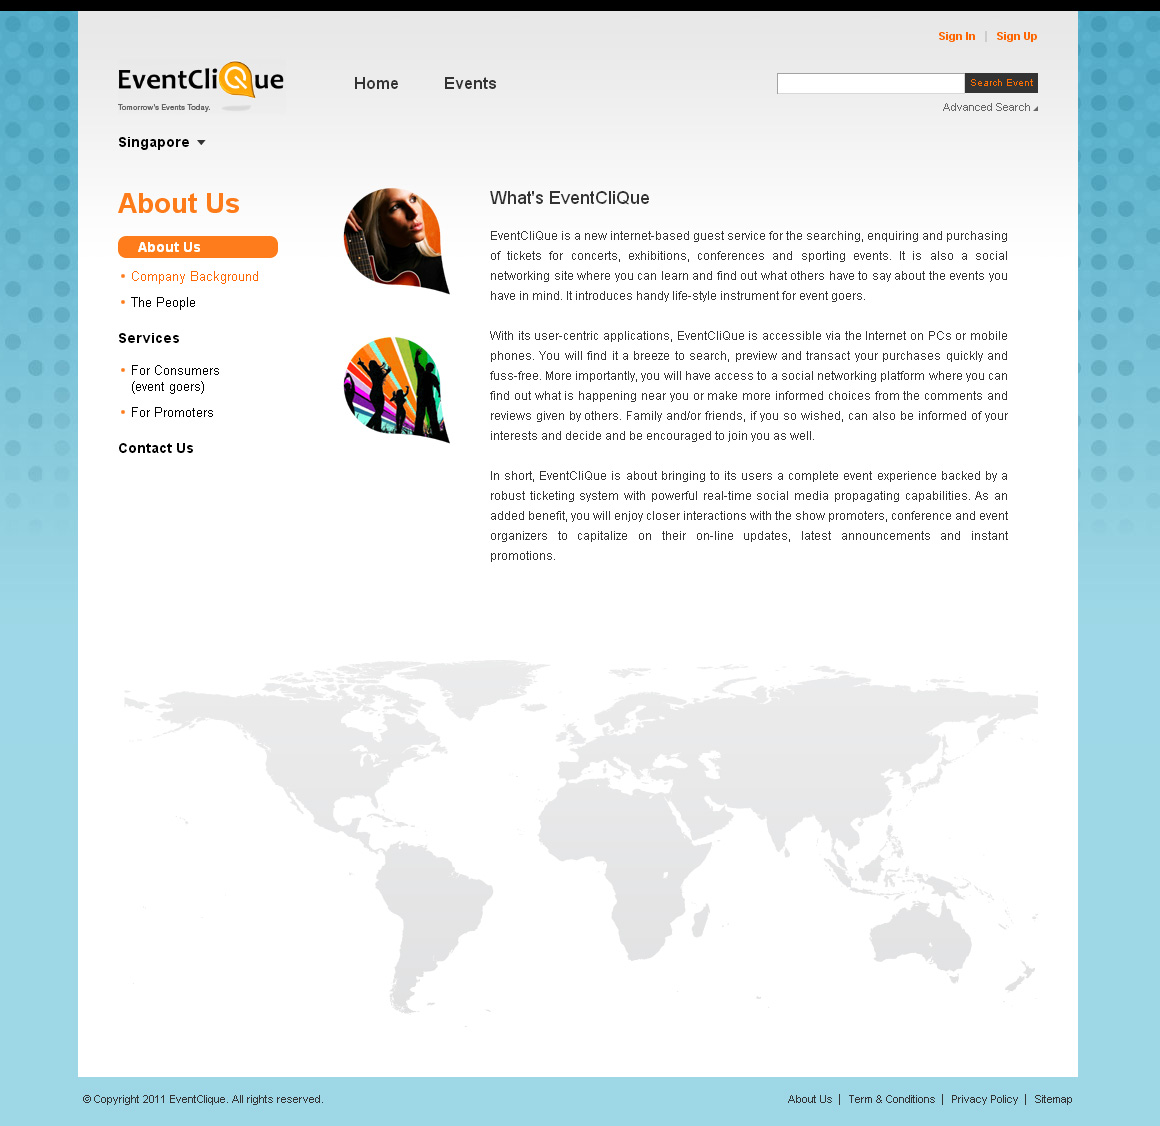 Sign In | Sign Up
EventCliQue
Tomorrow's Events Today.
Home Events
Search Event
Advanced Search
Singapore
About Us
About Us
Company Background
The People
Services
For Consumers
(event goers)
For Promoters
Contact Us
What's EventCliQue
EventCliQue is a new internet-based guest service for the searching, enquiring and purchasing
of tickets for concerts, exhibitions, conferences and sporting events. It is also a social
networking site where you can learn and find out what others have to say about the events you
have in mind. It introduces handy life-style instrument for event goers.
With its user-centric applications, EventCliQue is accessible via the Internet on PCs or mobile
phones. You will find it a breeze to search, preview and transact your purchases quickly and
fuss-free. More importantly, you will have access to a social networking platform where you can
find out what is happening near you or make more informed choices from the comments and
reviews given by others. Family and/or friends, if you so wished, can also be informed of your
interests and decide and be encouraged to join you as well.
In short, EventCliQue is about bringing to its users a complete event experience backed by a
robust ticketing system with powerful real-time social media propagating capabilities. As an
added benefit, you will enjoy closer interactions with the show promoters, conference and event
organizers to capitalize on their on-line updates, latest announcements and instant
promotions.
© Copyright 2011 EventClique. All rights reserved.
About Us | Term & Conditions | Privacy Policy | Sitemap